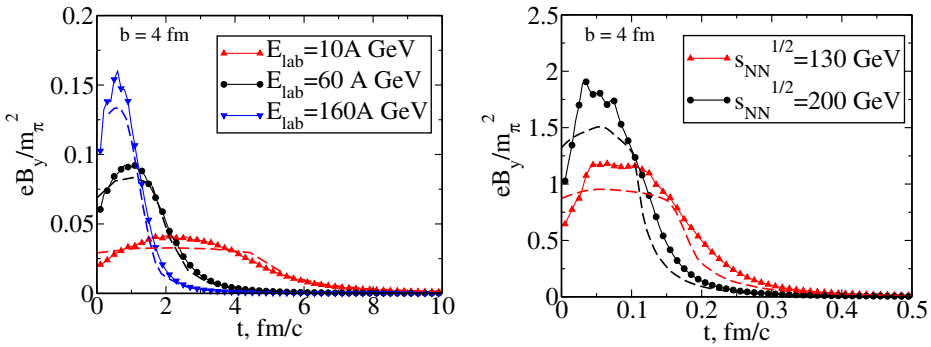 0.2
0.15
0.1
0.05
0
eB_y/m_π^2
b = 4 fm
E_lab=10A GeV
E_lab=60 A GeV
E_lab=160A GeV
0 2 4 6 8 10
t, fm/c
2.5
2
1.5
1
0.5
0
eB_y/m_π^2
b = 4 fm
s_NN^1/2=130 GeV
s_NN^1/2=200 GeV
0 0.1 0.2 0.3 0.4 0.5
t, fm/c